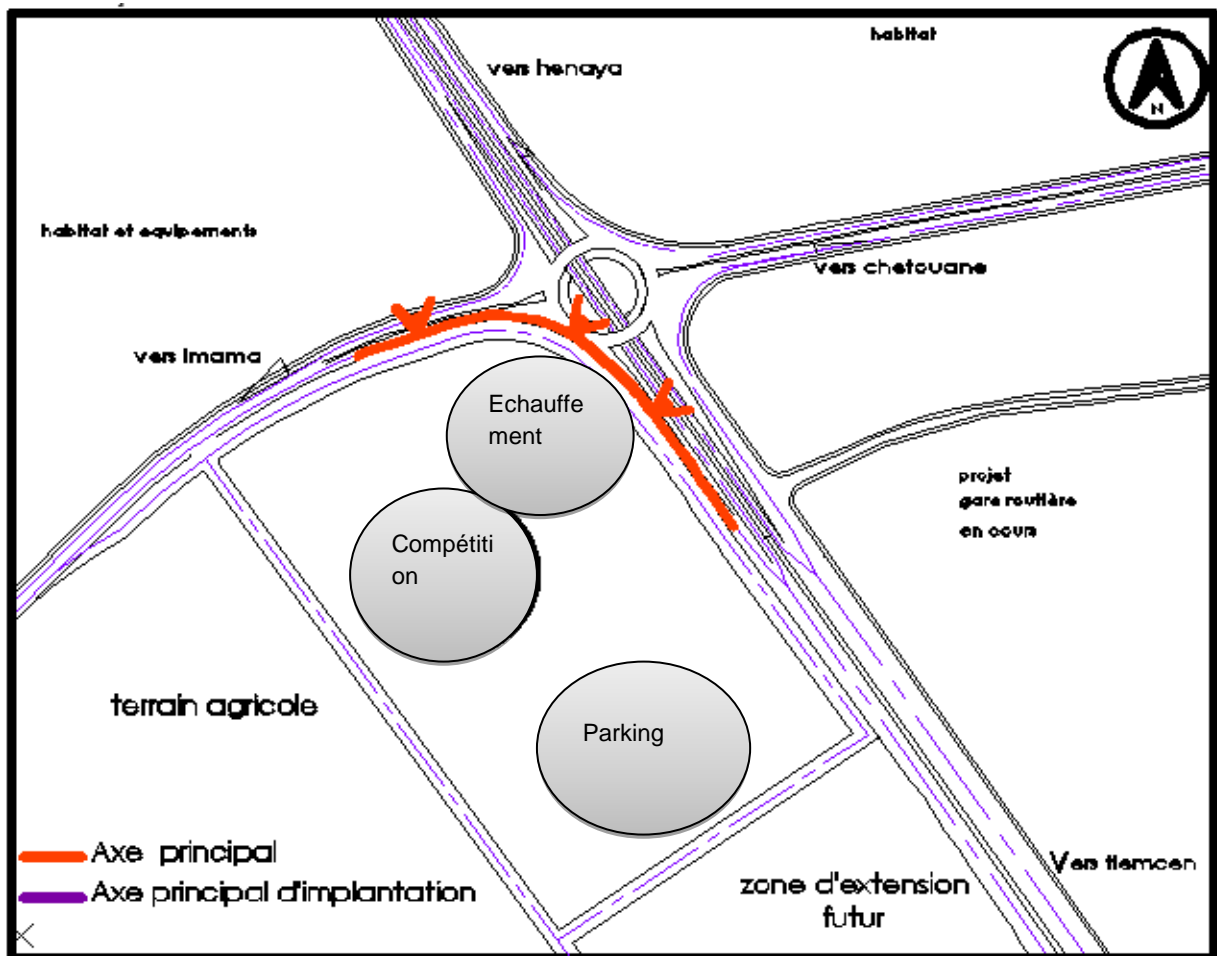 habitat
vers henaya
N
habitat et equipements
vers chetouane
vers imama
Echauffe
ment
projet
gare routière
en cours
Compétiti
on
terrain agricole
Parking
Axe principal
Axe principal d'implantation
zone d'extension
futur
Vers tlemcen